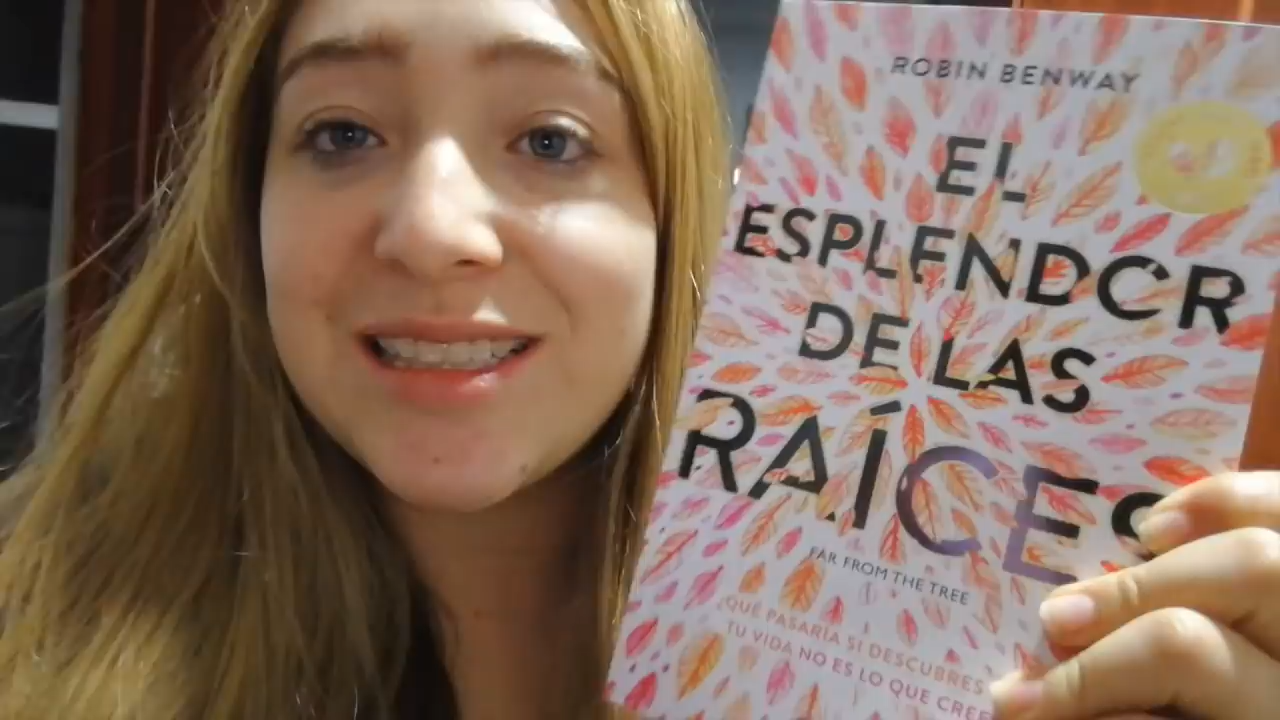 ROBIN BENWAY
EL
ESPLENDOR
DE LAS
RAÍCES
FAR FROM THE TREE
¿QUÉ PASARÍA SI DESCUBRES
TU VIDA NO ES LO QUE CREE